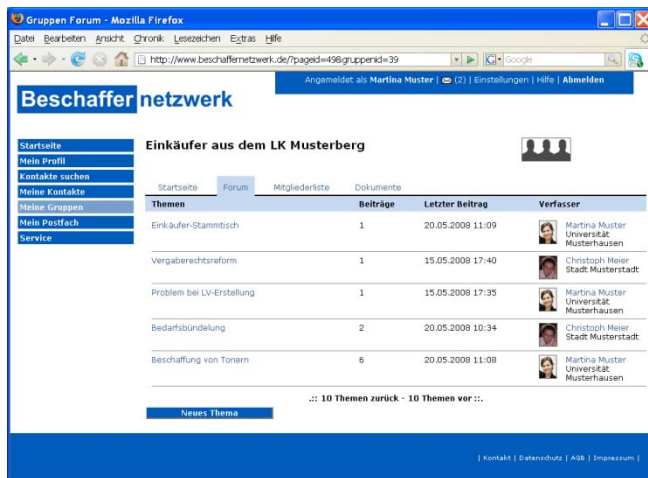 Gruppen Forum - Mozilla Firefox
Datei Bearbeiten Ansicht Chronik Lesezeichen Extras Hilfe
http://www.beschaffernetzwerk.de/?pageid=49&gruppenid=39
Google
Angemeldet als Martina Muster | (2) | Einstellungen | Hilfe | Abmelden
Beschaffer netzwerk
Startseite
Mein Profil
Kontakte suchen
Meine Kontakte
Meine Gruppen
Mein Postfach
Service
Einkäufer aus dem LK Musterberg
Startseite Forum Mitgliederliste Dokumente
Themen Beiträge Letzter Beitrag Verfasser
Einkäufer-Stammtisch 1 20.05.2008 11:09 Martina Muster
Universität
Musterhausen
Vergaberechtsreform 1 15.05.2008 17:40 Christoph Meier
Stadt Musterstadt
Problem bei LV-Erstellung 1 15.05.2008 17:35 Martina Muster
Universität
Musterhausen
Bedarfsbündelung 2 20.05.2008 10:34 Christoph Meier
Stadt Musterstadt
Beschaffung von Tonern 6 20.05.2008 11:08 Martina Muster
Universität
Musterhausen
.:: 10 Themen zurück - 10 Themen vor ::.
Neues Thema
| Kontakt | Datenschutz | AGB | Impressum |